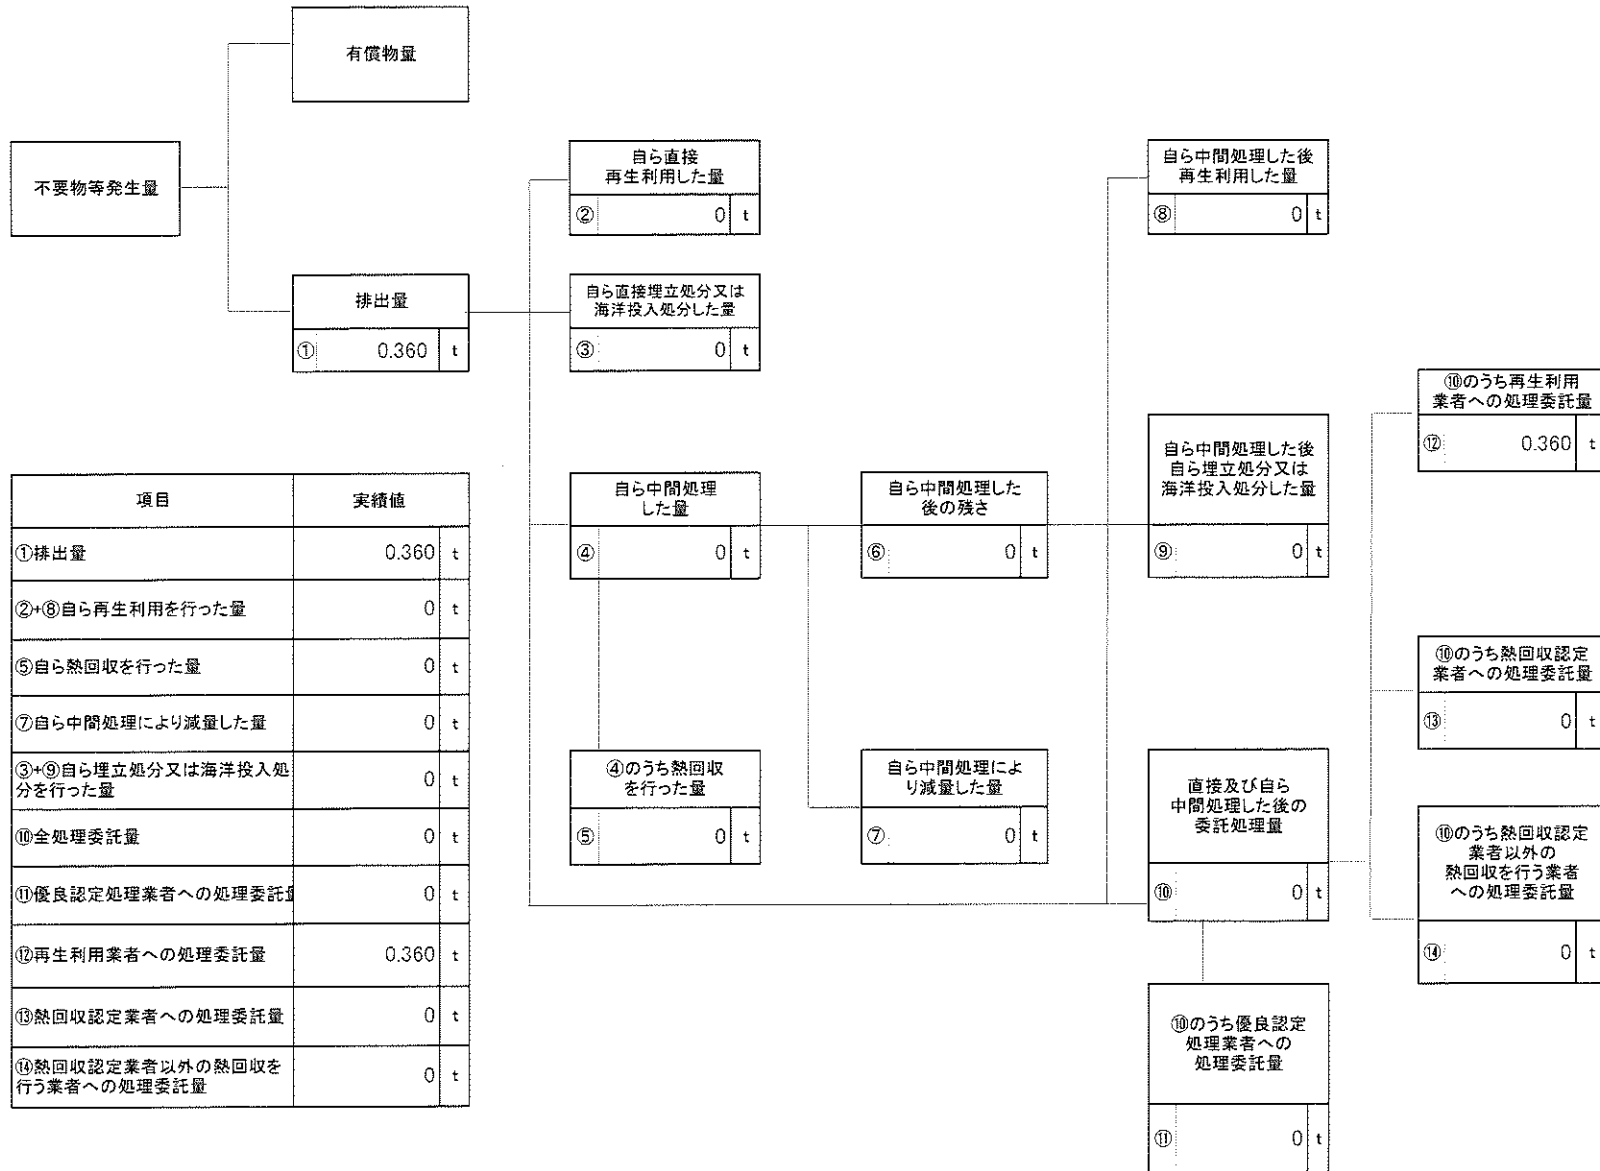 有償物量
不要物等発生量
排出量
① 0.360 t
自ら直接
再生利用した量
② 0 t
自ら直接埋立処分又は
海洋投入処分した量
③ 0 t
自ら中間処理
した量
④ 0 t
④のうち熱回収
を行った量
⑤ 0 t
自ら中間処理した
後の残さ
⑥ 0 t
自ら中間処理によ
り減量した量
⑦ 0 t
自ら中間処理した後
再生利用した量
⑧ 0 t
自ら中間処理した後
自ら埋立処分又は
海洋投入処分した量
⑨ 0 t
直接及び自ら
中間処理した後の
委託処理量
⑩ 0 t
⑩のうち優良認定
処理業者への
処理委託量
⑪ 0 t
⑩のうち再生利用
業者への処理委託量
⑫ 0.360 t
⑩のうち熱回収認定
業者への処理委託量
⑬ 0 t
⑩のうち熱回収認定
業者以外の
熱回収を行う業者
への処理委託量
⑭ 0 t
項目 実績値
①排出量 0.360 t
②+⑧自ら再生利用を行った量 0 t
⑤自ら熱回収を行った量 0 t
⑦自ら中間処理により減量した量 0 t
③+⑨自ら埋立処分又は海洋投入処
分を行った量 0 t
⑩全処理委託量 0 t
⑪優良認定処理業者への処理委託 0 t
⑫再生利用業者への処理委託量 0.360 t
⑬熱回収認定業者への処理委託量 0 t
⑭熱回収認定業者以外の熱回収を
行う業者への処理委託量 0 t